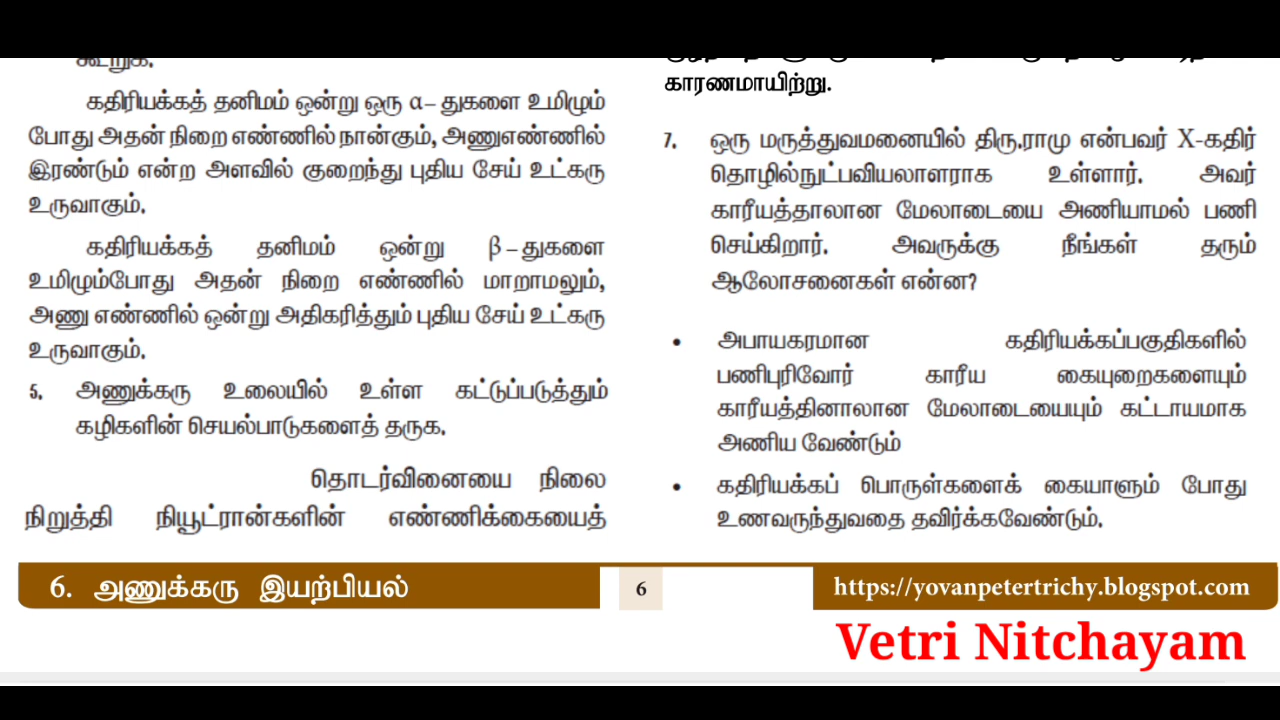 கூறுக.
கதிரியக்கத் தனிமம் ஒன்று ஒரு α– துகளை உமிழும்
போது அதன் நிறை எண்ணில் நான்கும், அணுஎண்ணில்
இரண்டும் என்ற அளவில் குறைந்து புதிய சேய் உட்கரு
உருவாகும்.
கதிரியக்கத் தனிமம் ஒன்று β – துகளை
உமிழும்போது அதன் நிறை எண்ணில் மாறாமலும்,
அணு எண்ணில் ஒன்று அதிகரித்தும் புதிய சேய் உட்கரு
உருவாகும்.
5. அணுக்கரு உலையில் உள்ள கட்டுப்படுத்தும்
கழிகளின் செயல்பாடுகளைத் தருக.
தொடர்வினையை நிலை
நிறுத்தி நியூட்ரான்களின் எண்ணிக்கையைத்
காரணமாயிற்று.
7. ஒரு மருத்துவமனையில் திரு.ராமு என்பவர் X-கதிர்
தொழில்நுட்பவியலாளராக உள்ளார். அவர்
காரீயத்தாலான மேலாடையை அணியாமல் பணி
செய்கிறார். அவருக்கு நீங்கள் தரும்
ஆலோசனைகள் என்ன?
• அபாயகரமான கதிரியக்கப்பகுதிகளில்
பணிபுரிவோர் காரீய கையுறைகளையும்
காரீயத்தினாலான மேலாடையையும் கட்டாயமாக
அணிய வேண்டும்
• கதிரியக்கப் பொருள்களைக் கையாளும் போது
உணவருந்துவதை தவிர்க்கவேண்டும்.
6. அணுக்கரு இயற்பியல்
6
https://yovanpetertrichy.blogspot.com
Vetri Nitchayam